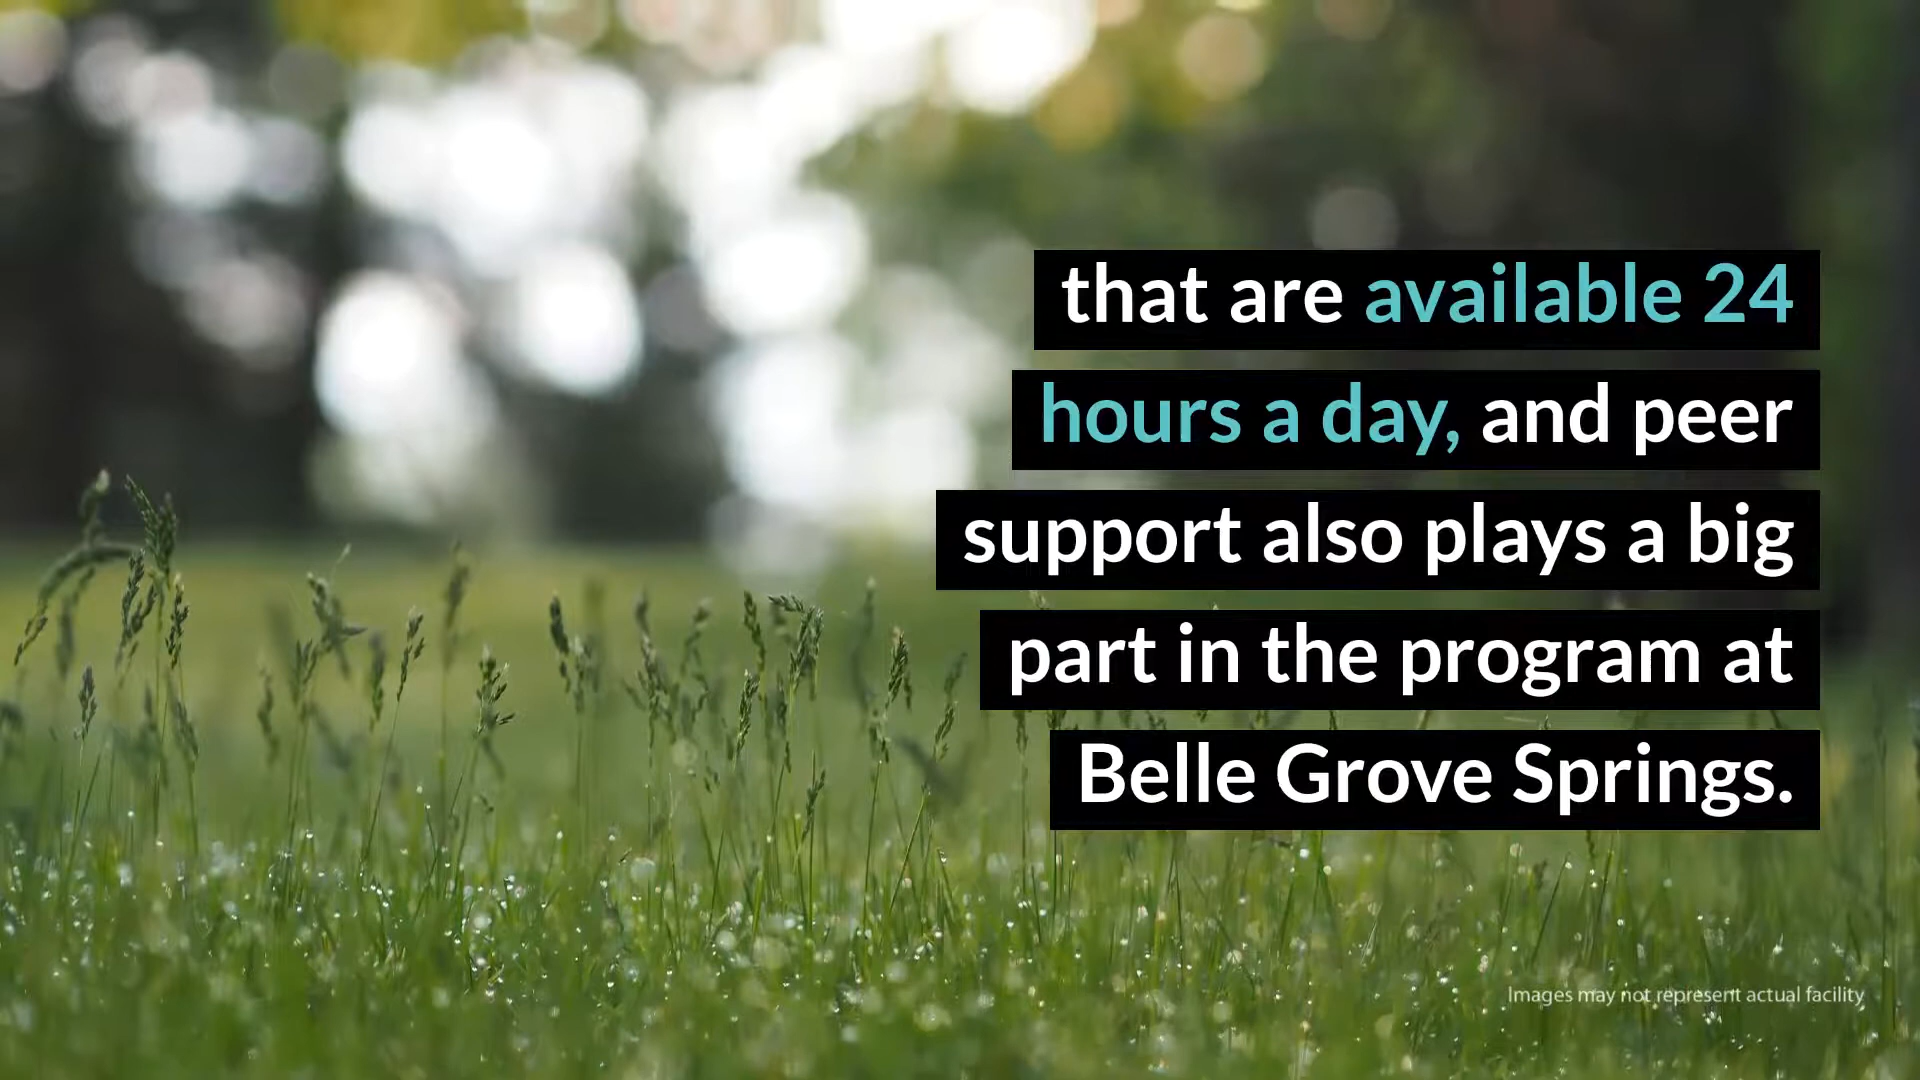 that are available 24
hours a day, and peer
support also plays a big
part in the program at
Belle Grove Springs.
Images may not represent actual facility